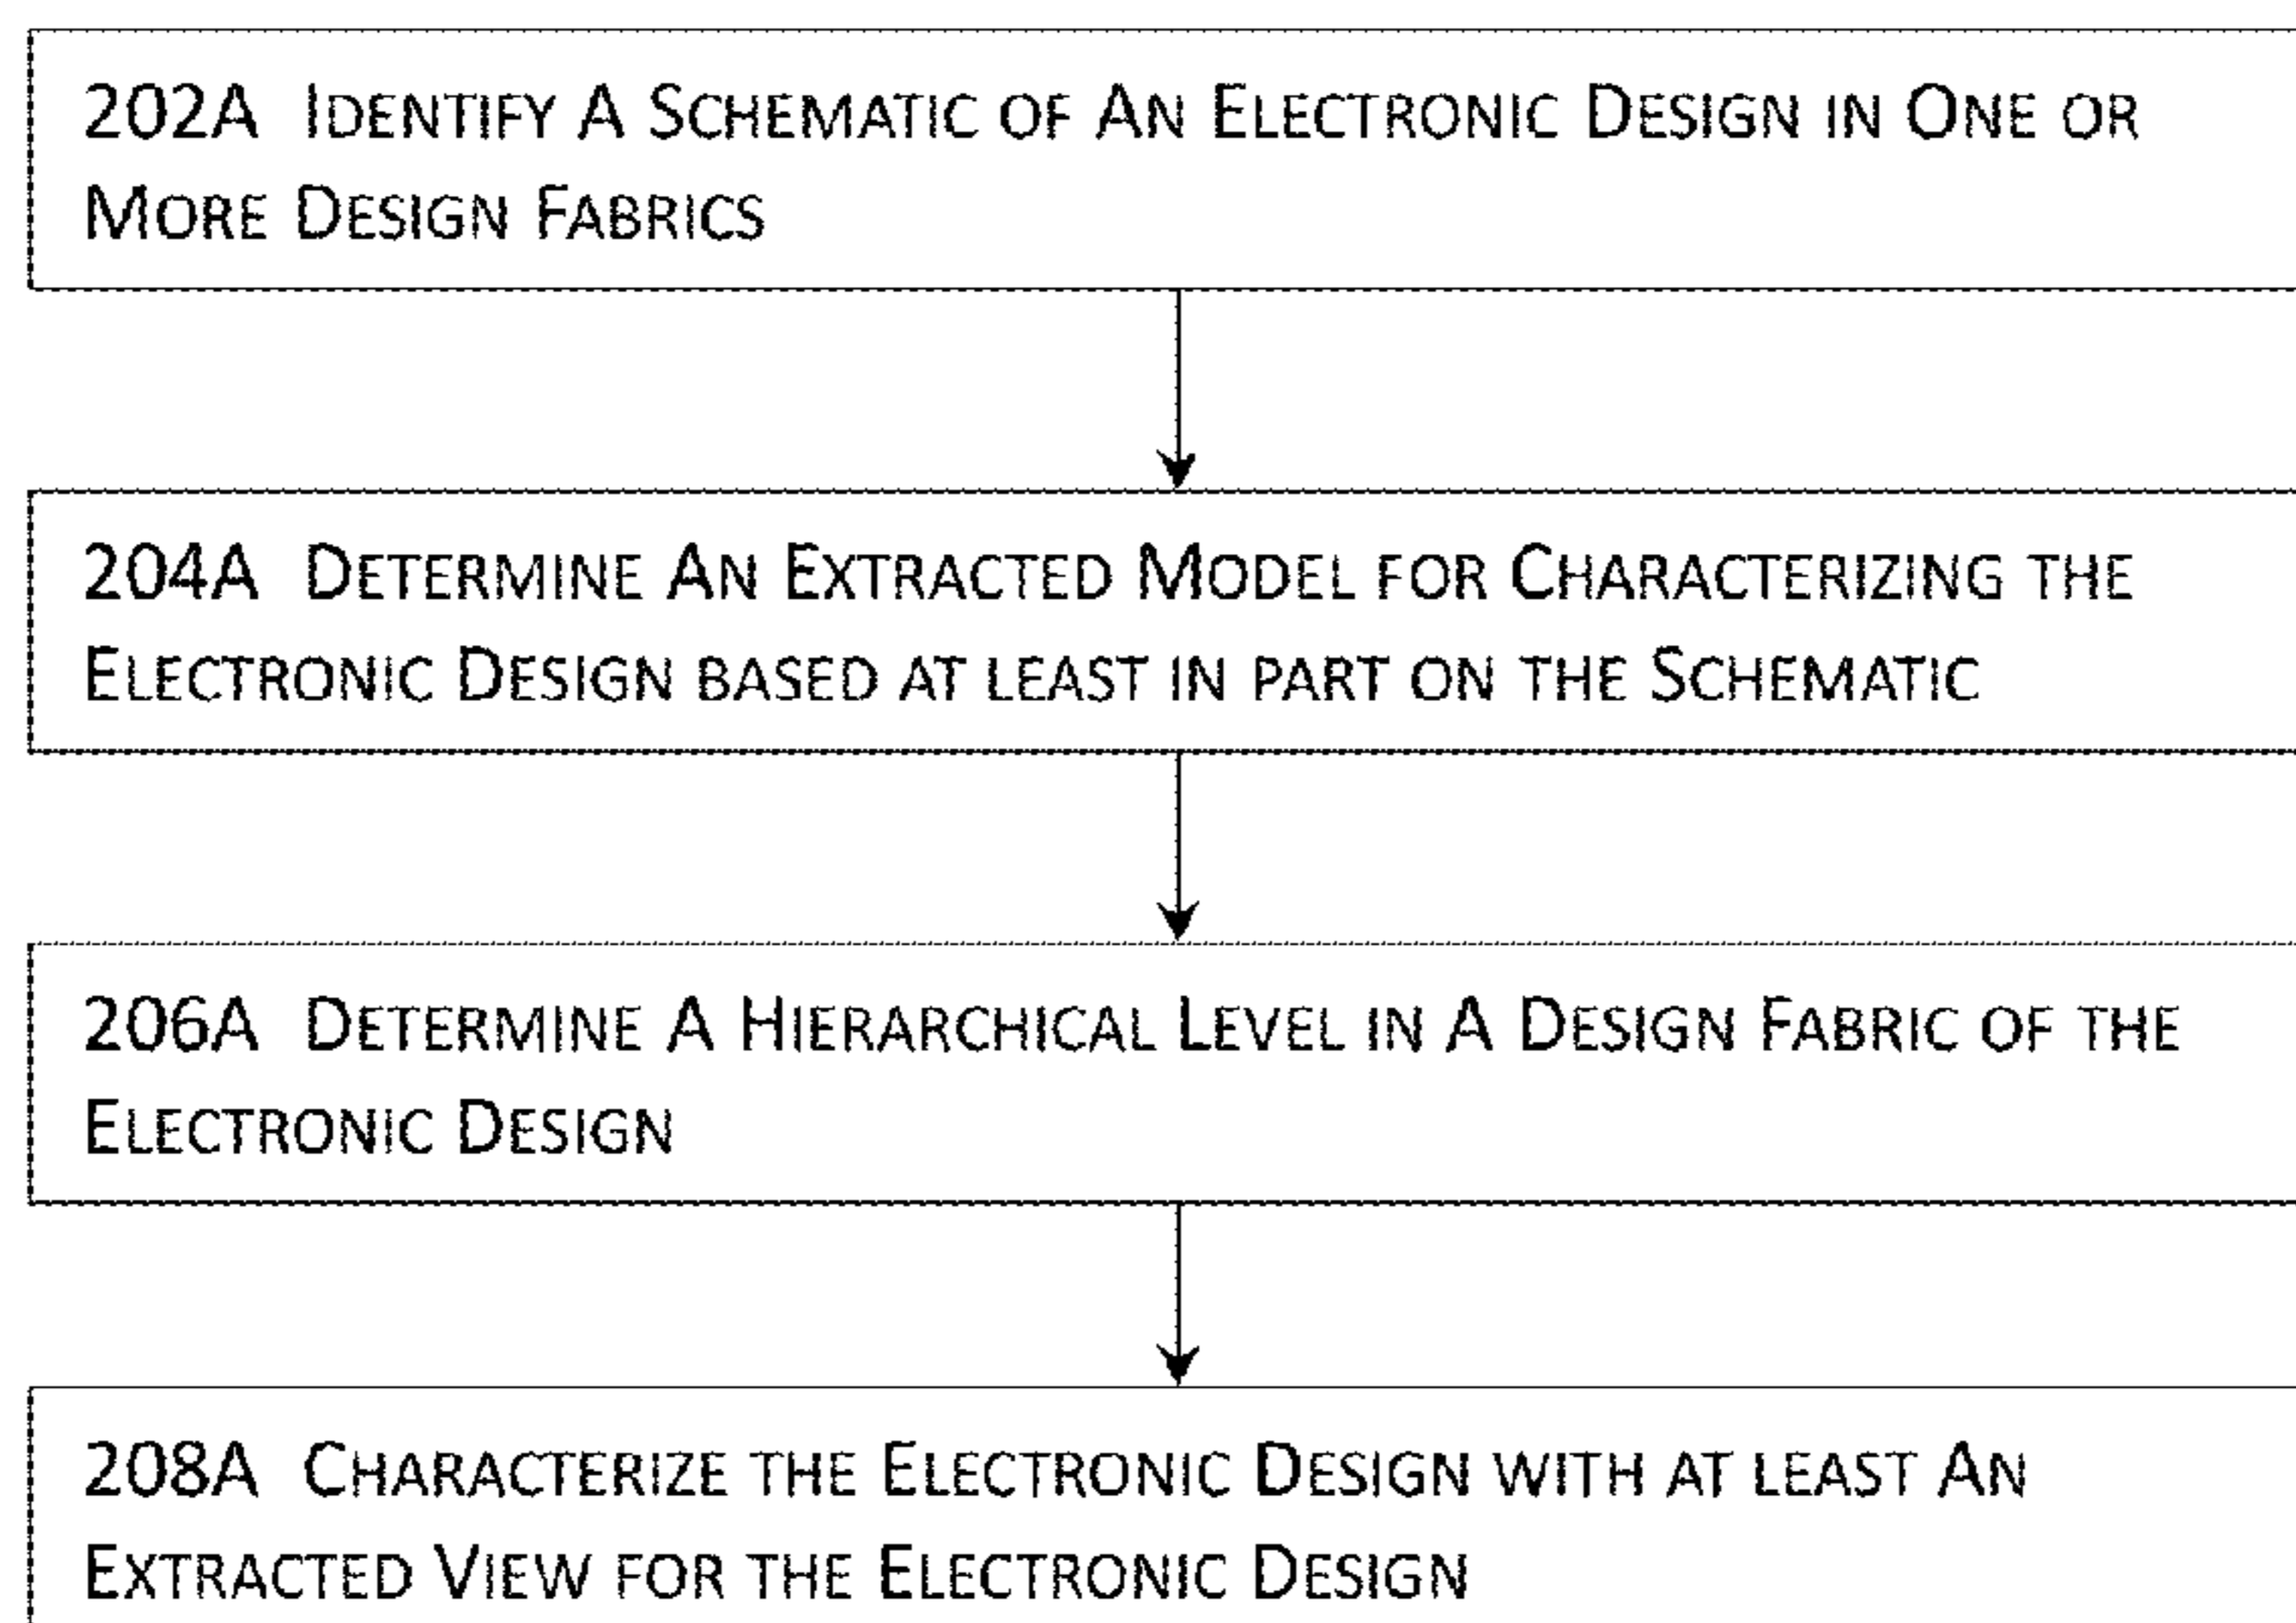 202A Identify A Schematic of An Electronic Design in One or
More Design Fabrics
204A Determine An Extracted Model for Characterizing the
Electronic Design based at least in part on the Schematic
206A Determine A Hierarchical Level in A Design Fabric of the
Electronic Design
208A Characterize the Electronic Design with at least An
Extracted View for the Electronic Design